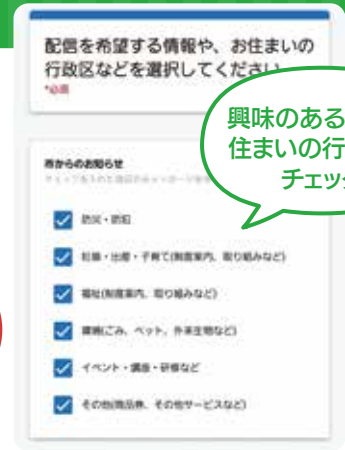 配信を希望する情報や、お住まいの
行政区などを選択してください
*必須
興味のある
住まいの行
チェッ
市からのお知らせ
防災・防犯
妊娠・出産・子育て(制度案内、取り組みなど)
福祉(制度案内、取り組みなど)
環境(ごみ、ペット、外来生物など)
イベント・講座・研修など
その他(商品券、その他サービスなど)